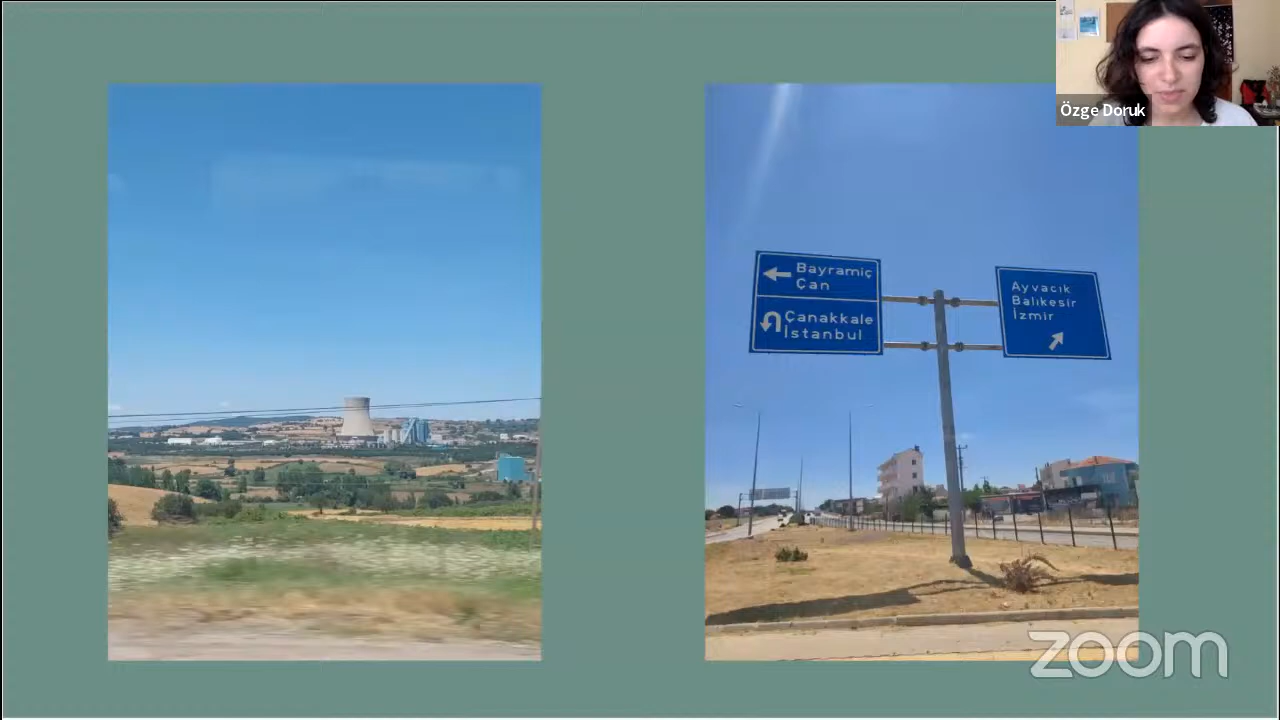 Özge Doruk
Bayramiç
Çan
Çanakkale
İstanbul
Ayvacık
Balıkesir
İzmir
zoom